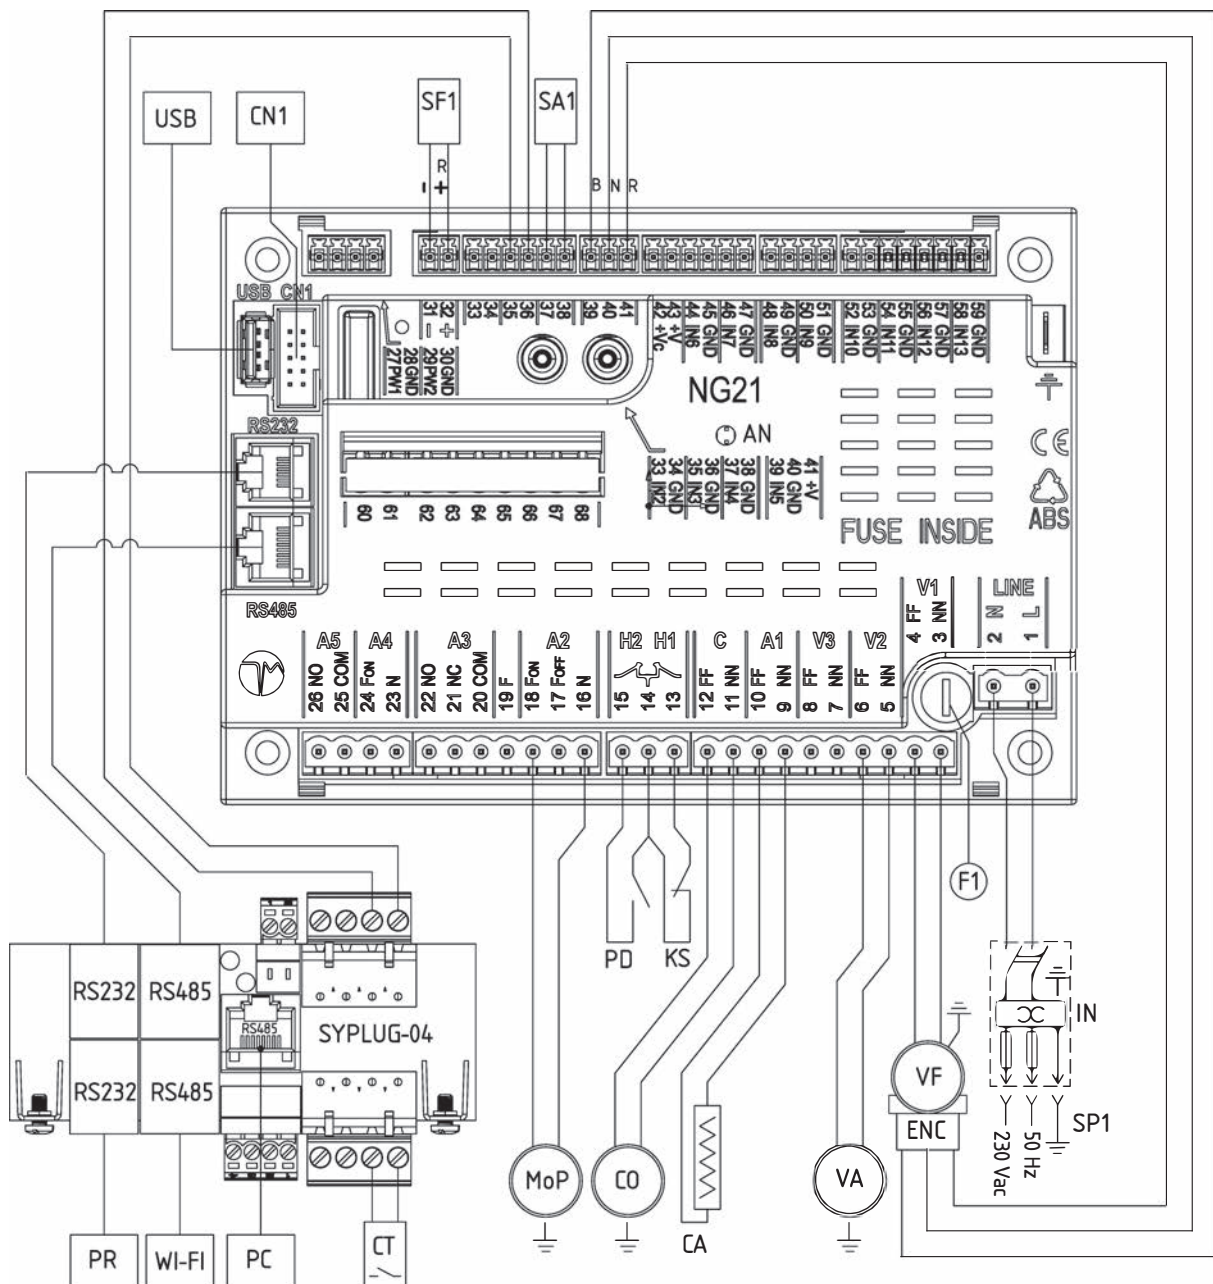 SF1
SA1
USB
CN1
R
-
+
B N R
USB CN1
31 -
32 +
33
34
35
36
37
38
39
40
41
42 +Vc
43 +V
44 IN6
45 GND
46 IN7
47 GND
48 IN8
49 GND
50 IN9
51 GND
52 IN10
53 GND
54 IN11
55 GND
56 IN12
57 GND
58 IN13
59 GND
27 PW1
28 GND
29 PW2
30 GND
NG21
AN
RS232
33 IN2
34 GND
35 IN3
36 GND
37 IN4
38 GND
39 IN5
40 GND
41 +V
CE
ABS
60
61
62
63
64
65
66
67
68
FUSE INSIDE
RS485
V1
LINE
4 FF
3 NN
2 N
1 L
A5
A4
A3
A2
H2
H1
C
A1
V3
V2
26 NO
25 COM
24 FON
23 N
22 NO
21 NC
20 COM
19 F
18 FON
17 FOFF
16 N
15
14
13
12 FF
11 NN
10 FF
9 NN
8 FF
7 NN
6 FF
5 NN
F1
PD
KS
RS232
RS485
RS485
SYPLUG-04
IN
RS232
RS485
VF
ENC
SP1
230 Vac
50 Hz
MoP
CO
CA
VA
PR
WI-FI
PC
CT